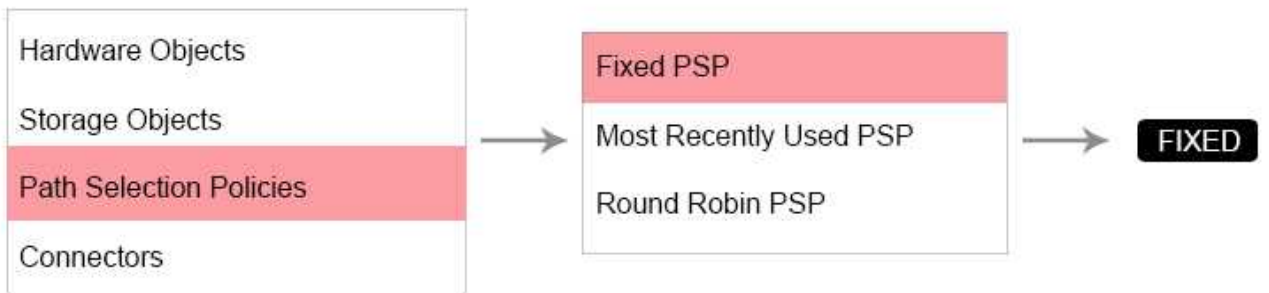 Hardware Objects
Storage Objects
Path Selection Policies
Connectors
Fixed PSP
Most Recently Used PSP
Round Robin PSP
FIXED